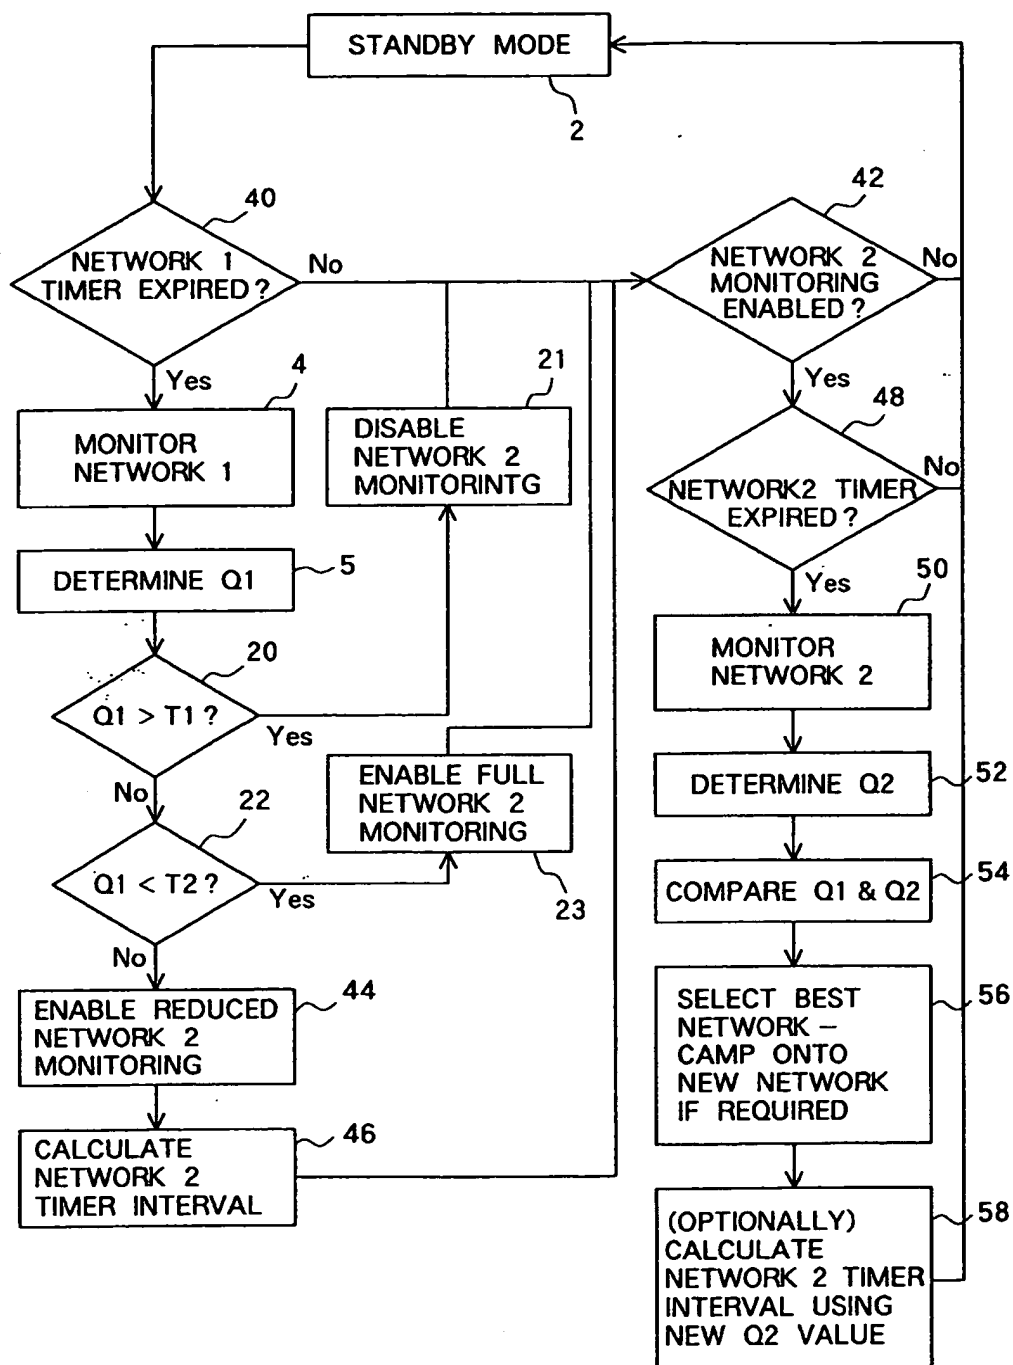 STANDBY MODE
2
40
NETWORK 1
TIMER EXPIRED?
No
Yes
4
MONITOR
NETWORK 1
DETERMINE Q1
5
20
Q1 > T1?
Yes
No
22
Q1 < T2?
Yes
No
ENABLE REDUCED
NETWORK 2
MONITORING
44
CALCULATE
NETWORK 2
TIMER INTERVAL
46
21
DISABLE
NETWORK 2
MONITORINTG
ENABLE FULL
NETWORK 2
MONITORING
23
42
NETWORK 2
MONITORING
ENABLED?
No
Yes
48
NETWORK2 TIMER
EXPIRED?
No
Yes
50
MONITOR
NETWORK 2
DETERMINE Q2
52
COMPARE Q1 & Q2
54
SELECT BEST
NETWORK –
CAMP ONTO
NEW NETWORK
IF REQUIRED
56
(OPTIONALLY)
CALCULATE
NETWORK 2 TIMER
INTERVAL USING
NEW Q2 VALUE
58